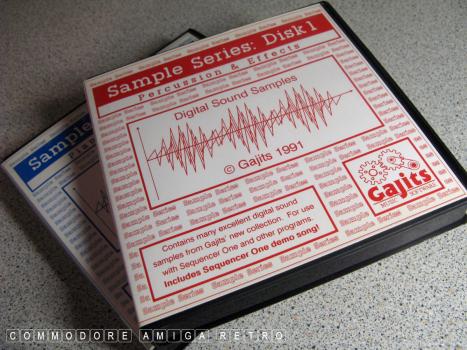 Sample Series: Disk 1
Percussion & Effects
Digital Sound Samples
© Gajits 1991
Gajits
MUSIC SOFTWARE
Contains many excellent digital sound
samples from Gajits' new collection. For use
with Sequencer One and other programs.
Includes Sequencer One demo song!
Sample Series
COMMODORE AMIGA RETRO